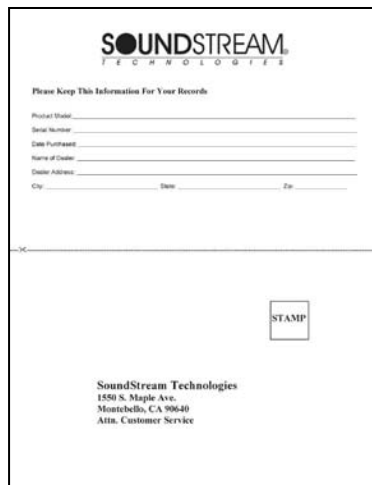 SOUNDSTREAM®
TECHNOLOGIES
Please Keep This Information For Your Records
Product Model:
Serial Number:
Date Purchased:
Name of Dealer:
Dealer Address:
City: State: Zip:
STAMP
SoundStream Technologies
1550 S. Maple Ave.
Montebello, CA 90640
Attn. Customer Service